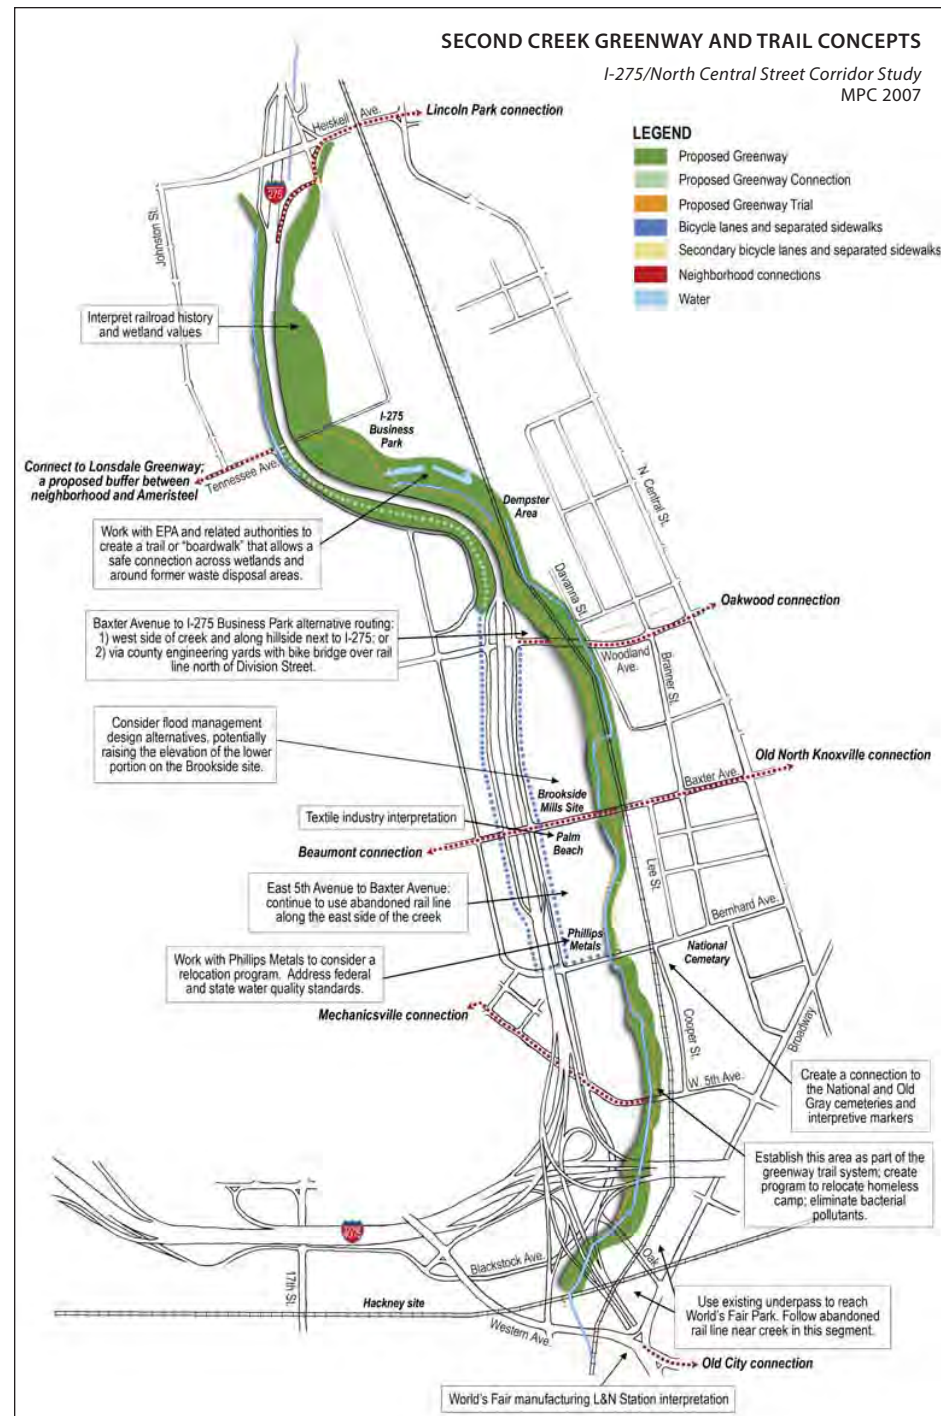 SECOND CREEK GREENWAY AND TRAIL CONCEPTS
I-275/North Central Street Corridor Study
MPC 2007
LEGEND
Proposed Greenway
Proposed Greenway Connection
Proposed Greenway Trial
Bicycle lanes and separated sidewalks
Secondary bicycle lanes and separated sidewalks
Neighborhood connections
Water
Lincoln Park connection
Heiskell Ave.
275
Johnston St.
Interpret railroad history
and wetland values
I-275
Business
Park
Connect to Lonsdale Greenway;
a proposed buffer between
neighborhood and Ameristeel
Tennessee Ave.
N. Central St.
Dempster
Area
Work with EPA and related authorities to
create a trail or "boardwalk" that allows a
safe connection across wetlands and
around former waste disposal areas.
Davanna St.
Oakwood connection
Baxter Avenue to I-275 Business Park alternative routing:
1) west side of creek and along hillside next to I-275; or
2) via county engineering yards with bike bridge over rail
line north of Division Street.
Woodland
Ave.
Branner St.
Consider flood management
design alternatives, potentially
raising the elevation of the lower
portion on the Brookside site.
Old North Knoxville connection
Baxter Ave.
Brookside
Mills Site
Textile industry interpretation
Palm
Beach
Beaumont connection
Lee St.
East 5th Avenue to Baxter Avenue:
continue to use abandoned rail line
along the east side of the creek
Bernhard Ave.
Phillips
Metals
National
Cemetery
Work with Phillips Metals to consider a
relocation program. Address federal
and state water quality standards.
Mechanicsville connection
Cooper St.
Broadway
W. 5th Ave.
Create a connection to
the National and Old
Gray cemeteries and
interpretive markers
Establish this area as part of the
greenway trail system; create
program to relocate homeless
camp; eliminate bacterial
pollutants.
Blackstock Ave.
Oak
17th St.
Hackney site
Western Ave.
Use existing underpass to reach
World's Fair Park. Follow abandoned
rail line near creek in this segment.
Old City connection
World's Fair manufacturing L&N Station interpretation